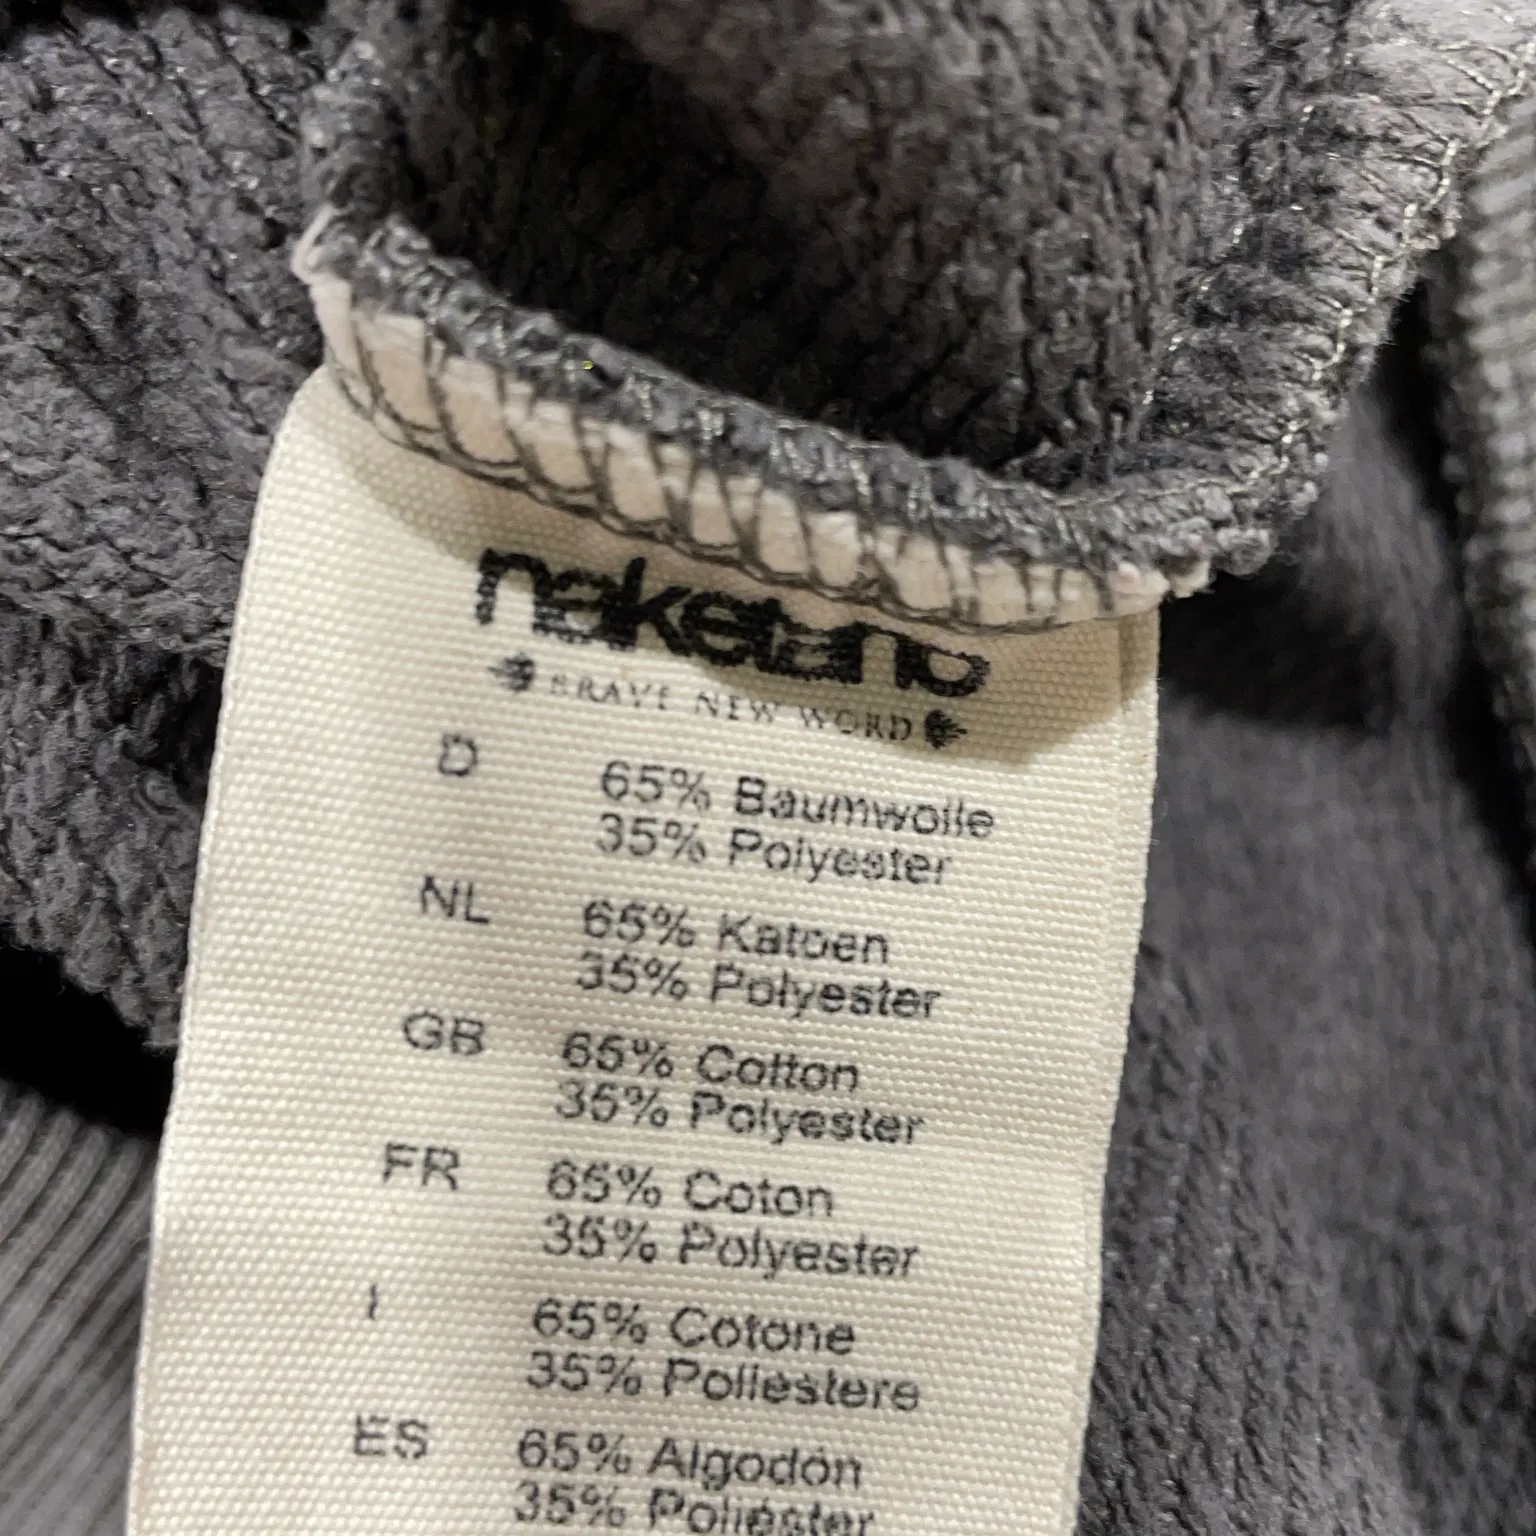 naketano
BRAVE NEW WORD
D 65% Baumwolle
35% Polyester
NL 65% Katoen
35% Polyester
GB 65% Cotton
35% Polyester
FR 65% Coton
35% Polyester
I 65% Cotone
35% Poliestere
ES 65% Algodón
35% Poliéster